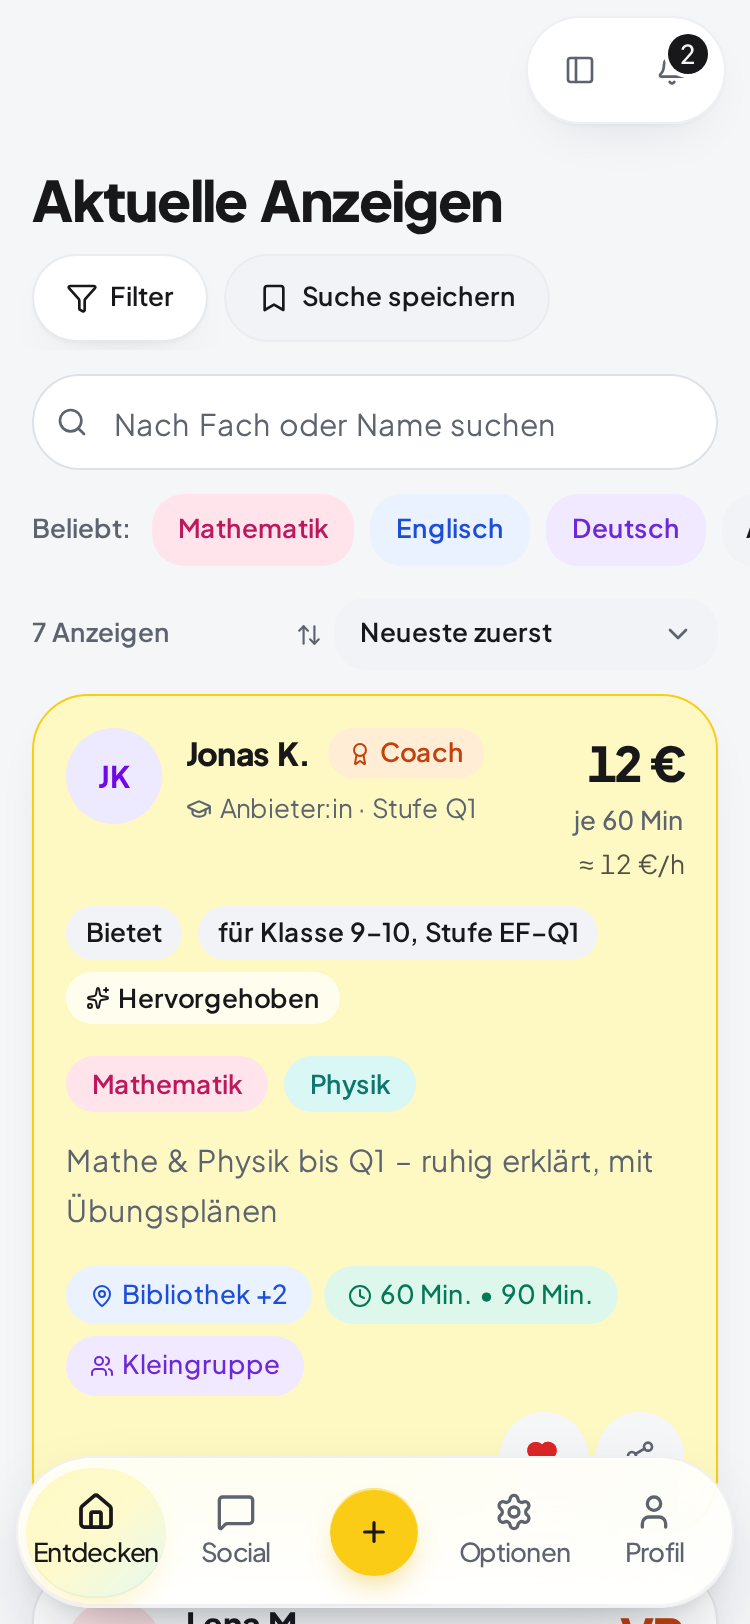 2
Aktuelle Anzeigen
Filter
Suche speichern
Nach Fach oder Name suchen
Beliebt: Mathematik Englisch Deutsch
7 Anzeigen
Neueste zuerst
JK
Jonas K.
Coach
12 €
Anbieter:in · Stufe Q1
je 60 Min
≈ 12 €/h
Bietet
für Klasse 9–10, Stufe EF–Q1
Hervorgehoben
Mathematik
Physik
Mathe & Physik bis Q1 – ruhig erklärt, mit
Übungsplänen
Bibliothek +2
60 Min. • 90 Min.
Kleingruppe
Entdecken
Social
+
Optionen
Profil